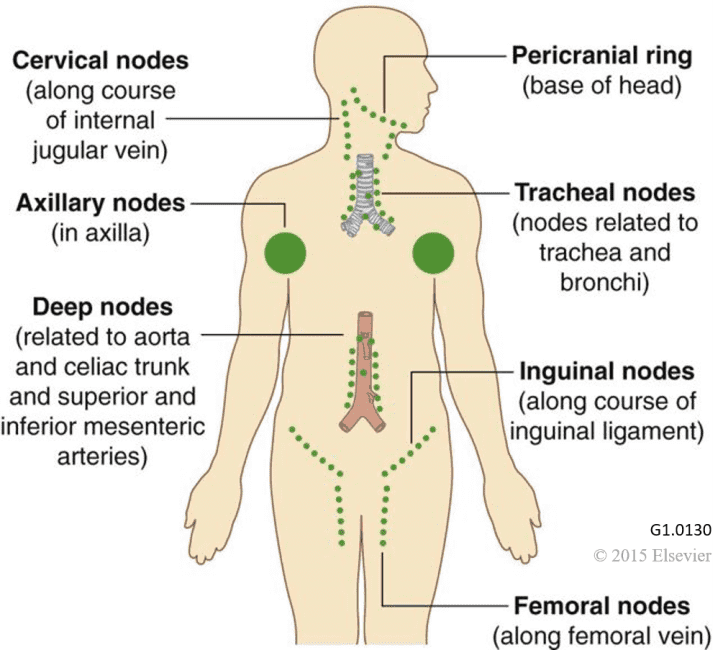 Cervical nodes
(along course
of internal
jugular vein)
Pericranial ring
(base of head)
Axillary nodes
(in axilla)
Tracheal nodes
(nodes related to
trachea and
bronchi)
Deep nodes
(related to aorta
and celiac trunk
and superior and
inferior mesenteric
arteries)
Inguinal nodes
(along course of
inguinal ligament)
G1.0130
© 2015 Elsevier
Femoral nodes
(along femoral vein)